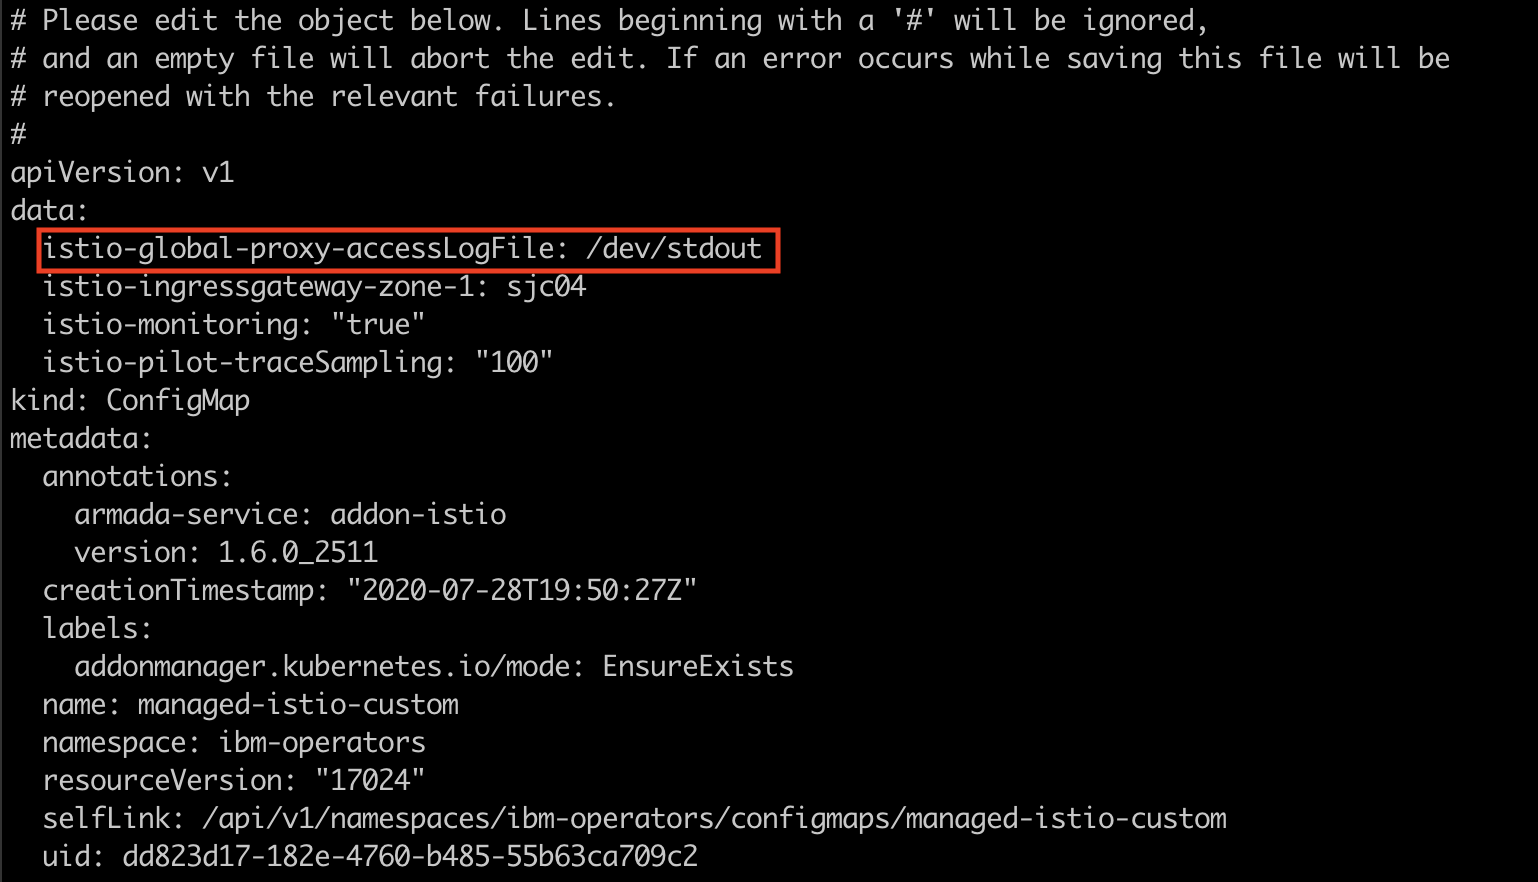 # Please edit the object below. Lines beginning with a '#' will be ignored,
# and an empty file will abort the edit. If an error occurs while saving this file will be
# reopened with the relevant failures.
#
apiVersion: v1
data:
  istio-global-proxy-accessLogFile: /dev/stdout
  istio-ingressgateway-zone-1: sjc04
  istio-monitoring: "true"
  istio-pilot-traceSampling: "100"
kind: ConfigMap
metadata:
  annotations:
    armada-service: addon-istio
    version: 1.6.0_2511
  creationTimestamp: "2020-07-28T19:50:27Z"
  labels:
    addonmanager.kubernetes.io/mode: EnsureExists
  name: managed-istio-custom
  namespace: ibm-operators
  resourceVersion: "17024"
  selfLink: /api/v1/namespaces/ibm-operators/configmaps/managed-istio-custom
  uid: dd823d17-182e-4760-b485-55b63ca709c2